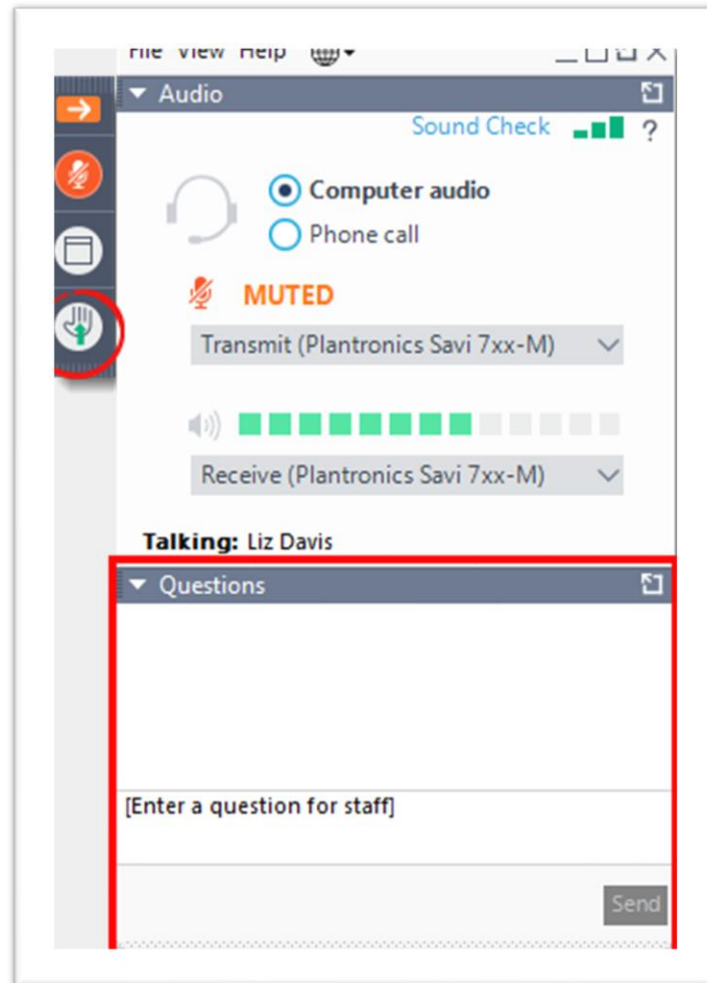 File View Help
Audio
Sound Check ?
Computer audio
Phone call
MUTED
Transmit (Plantronics Savi 7xx-M)
Receive (Plantronics Savi 7xx-M)
Talking: Liz Davis
Questions
[Enter a question for staff]
Send